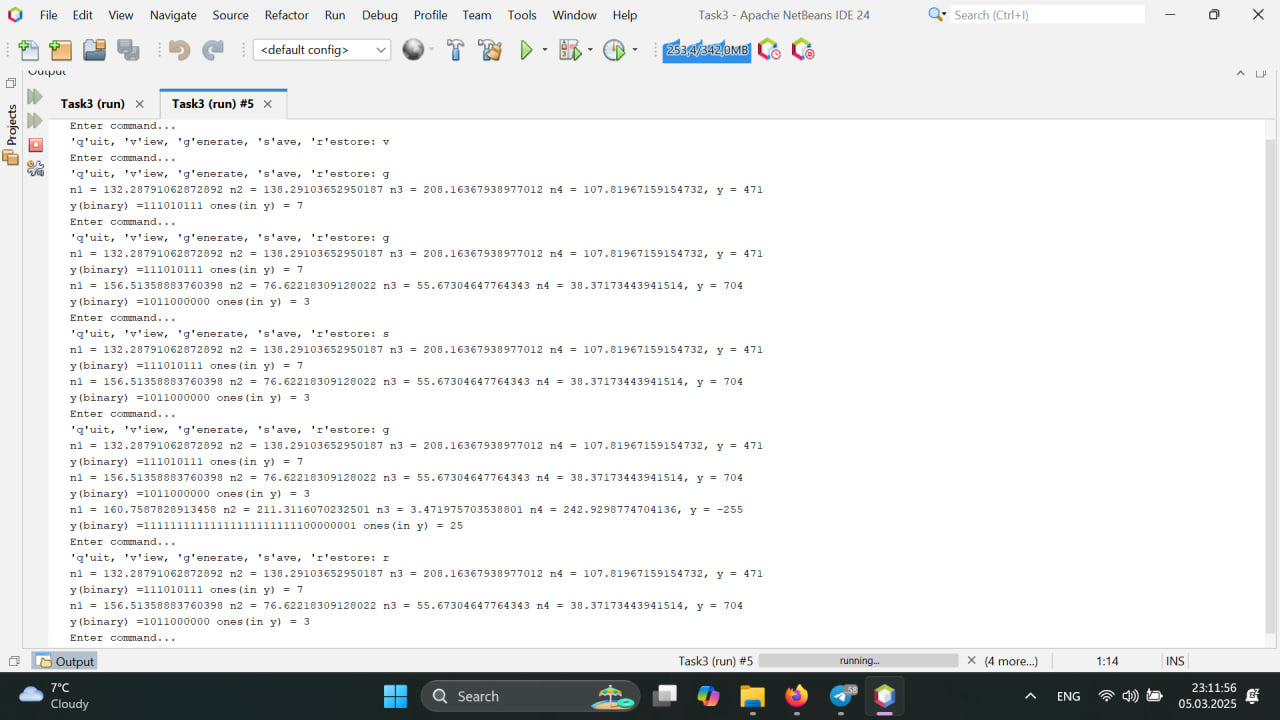 File Edit View Navigate Source Refactor Run Debug Profile Team Tools Window Help Task3 - Apache NetBeans IDE 24 Search (Ctrl+I)
<default config> 253,4/342,0MB
Output
Projects
Task3 (run) Task3 (run) #5
Enter command...
'q'uit, 'v'iew, 'g'enerate, 's'ave, 'r'estore: v
Enter command...
'q'uit, 'v'iew, 'g'enerate, 's'ave, 'r'estore: g
n1 = 132.28791062872892 n2 = 138.29103652950187 n3 = 208.16367938977012 n4 = 107.81967159154732, y = 471
y(binary) =111010111 ones(in y) = 7
Enter command...
'q'uit, 'v'iew, 'g'enerate, 's'ave, 'r'estore: g
n1 = 132.28791062872892 n2 = 138.29103652950187 n3 = 208.16367938977012 n4 = 107.81967159154732, y = 471
y(binary) =111010111 ones(in y) = 7
n1 = 156.51358883760398 n2 = 76.62218309128022 n3 = 55.67304647764343 n4 = 38.37173443941514, y = 704
y(binary) =1011000000 ones(in y) = 3
Enter command...
'q'uit, 'v'iew, 'g'enerate, 's'ave, 'r'estore: s
n1 = 132.28791062872892 n2 = 138.29103652950187 n3 = 208.16367938977012 n4 = 107.81967159154732, y = 471
y(binary) =111010111 ones(in y) = 7
n1 = 156.51358883760398 n2 = 76.62218309128022 n3 = 55.67304647764343 n4 = 38.37173443941514, y = 704
y(binary) =1011000000 ones(in y) = 3
Enter command...
'q'uit, 'v'iew, 'g'enerate, 's'ave, 'r'estore: g
n1 = 132.28791062872892 n2 = 138.29103652950187 n3 = 208.16367938977012 n4 = 107.81967159154732, y = 471
y(binary) =111010111 ones(in y) = 7
n1 = 156.51358883760398 n2 = 76.62218309128022 n3 = 55.67304647764343 n4 = 38.37173443941514, y = 704
y(binary) =1011000000 ones(in y) = 3
n1 = 160.7587828913458 n2 = 211.3116070232501 n3 = 3.471975703538801 n4 = 242.9298774704136, y = -255
y(binary) =11111111111111111111111100000001 ones(in y) = 25
Enter command...
'q'uit, 'v'iew, 'g'enerate, 's'ave, 'r'estore: r
n1 = 132.28791062872892 n2 = 138.29103652950187 n3 = 208.16367938977012 n4 = 107.81967159154732, y = 471
y(binary) =111010111 ones(in y) = 7
n1 = 156.51358883760398 n2 = 76.62218309128022 n3 = 55.67304647764343 n4 = 38.37173443941514, y = 704
y(binary) =1011000000 ones(in y) = 3
Enter command...
Output Task3 (run) #5 running... (4 more...) 1:14 INS
7°C
Cloudy
Search
58
ENG
23:11:56
05.03.2025